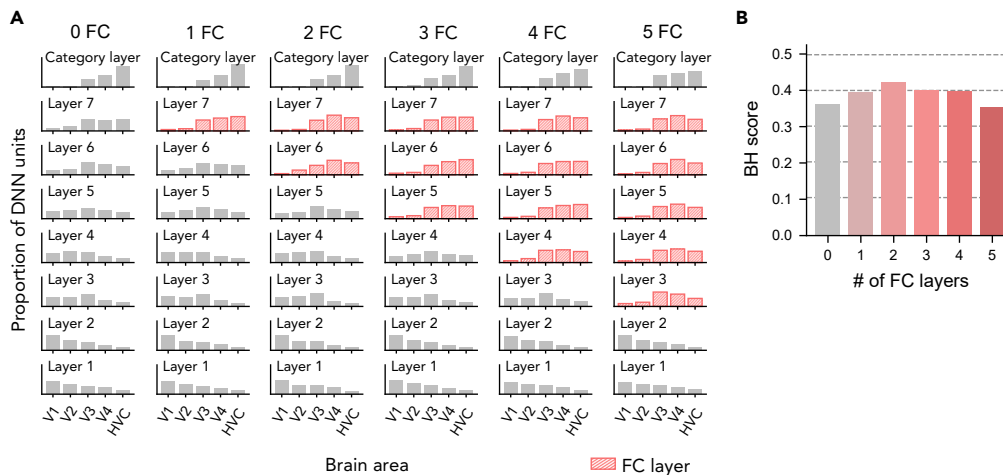 A
B
0 FC 1 FC 2 FC 3 FC 4 FC 5 FC
Category layer Category layer Category layer Category layer Category layer Category layer
Layer 7 Layer 7 Layer 7 Layer 7 Layer 7 Layer 7
Layer 6 Layer 6 Layer 6 Layer 6 Layer 6 Layer 6
Layer 5 Layer 5 Layer 5 Layer 5 Layer 5 Layer 5
Layer 4 Layer 4 Layer 4 Layer 4 Layer 4 Layer 4
Layer 3 Layer 3 Layer 3 Layer 3 Layer 3 Layer 3
Layer 2 Layer 2 Layer 2 Layer 2 Layer 2 Layer 2
Layer 1 Layer 1 Layer 1 Layer 1 Layer 1 Layer 1
V1 V2 V3 V4 HVC V1 V2 V3 V4 HVC V1 V2 V3 V4 HVC V1 V2 V3 V4 HVC V1 V2 V3 V4 HVC V1 V2 V3 V4 HVC
Proportion of DNN units
Brain area
FC layer
0.5
0.4
0.3
0.2
0.1
0.0
BH score
0 1 2 3 4 5
# of FC layers